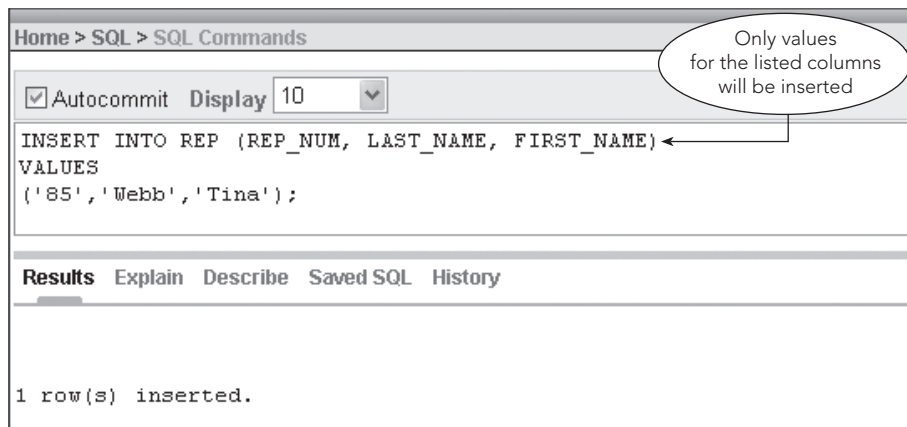 Home > SQL > SQL Commands
Only values
for the listed columns
will be inserted
Autocommit Display 10
INSERT INTO REP (REP_NUM, LAST_NAME, FIRST_NAME)
VALUES
('85','Webb','Tina');
Results Explain Describe Saved SQL History
1 row(s) inserted.